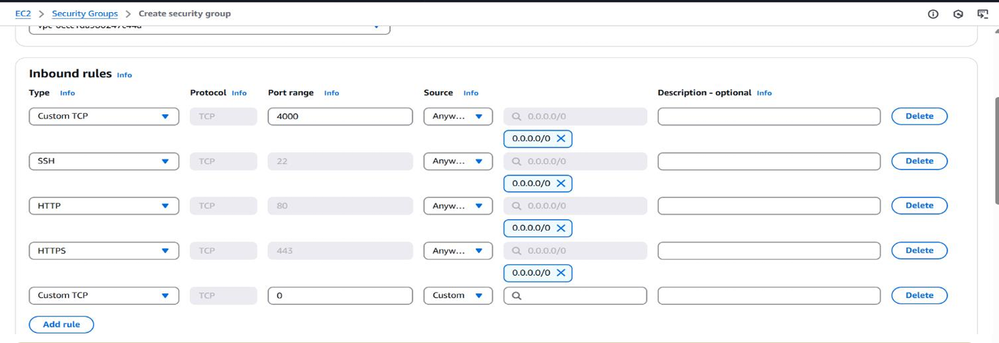 EC2 > Security Groups > Create security group
Inbound rules Info
Type Info Protocol Info Port range Info Source Info Description - optional Info
Custom TCP TCP 4000 Anyw... 0.0.0.0/0 Delete
0.0.0.0/0
SSH TCP 22 Anyw... 0.0.0.0/0 Delete
0.0.0.0/0
HTTP TCP 80 Anyw... 0.0.0.0/0 Delete
0.0.0.0/0
HTTPS TCP 443 Anyw... 0.0.0.0/0 Delete
0.0.0.0/0
Custom TCP TCP 0 Custom Delete
Add rule